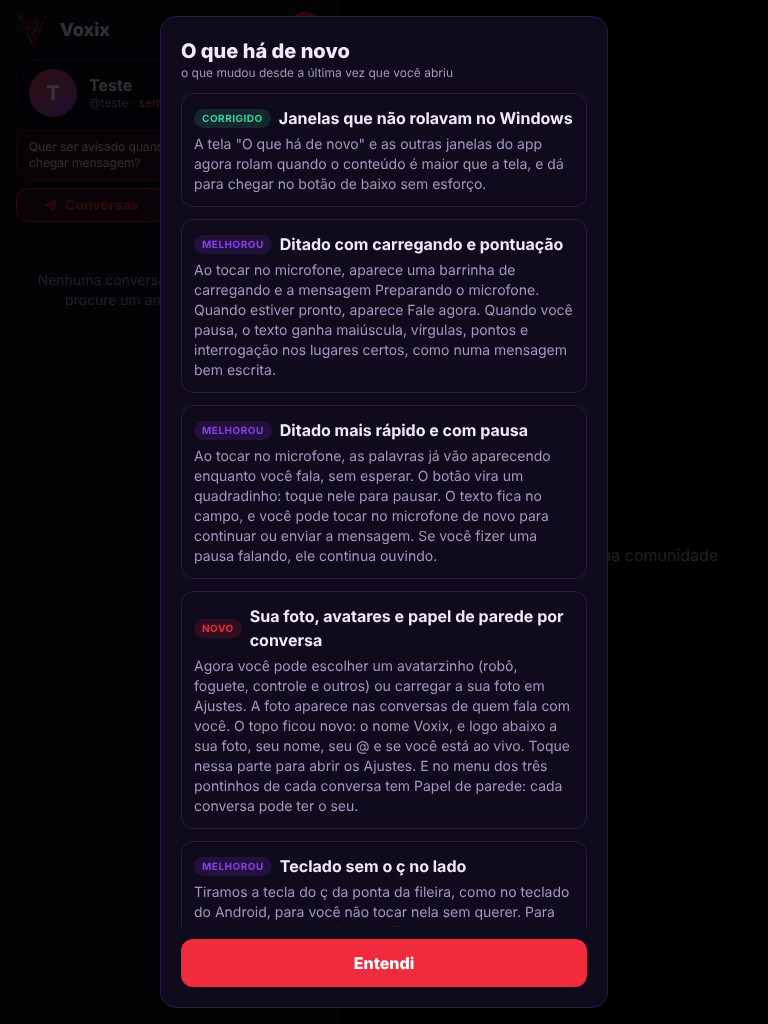 Voxix
T
Teste
@teste · sem
Quer ser avisado quando
chegar mensagem?
Conversas
Nenhuma conversa
procure um am
na comunidade
O que há de novo
o que mudou desde a última vez que você abriu
CORRIGIDO Janelas que não rolavam no Windows
A tela "O que há de novo" e as outras janelas do app
agora rolam quando o conteúdo é maior que a tela, e dá
para chegar no botão de baixo sem esforço.
MELHOROU Ditado com carregando e pontuação
Ao tocar no microfone, aparece uma barrinha de
carregando e a mensagem Preparando o microfone.
Quando estiver pronto, aparece Fale agora. Quando você
pausa, o texto ganha maiúscula, vírgulas, pontos e
interrogação nos lugares certos, como numa mensagem
bem escrita.
MELHOROU Ditado mais rápido e com pausa
Ao tocar no microfone, as palavras já vão aparecendo
enquanto você fala, sem esperar. O botão vira um
quadradinho: toque nele para pausar. O texto fica no
campo, e você pode tocar no microfone de novo para
continuar ou enviar a mensagem. Se você fizer uma
pausa falando, ele continua ouvindo.
NOVO Sua foto, avatares e papel de parede por
conversa
Agora você pode escolher um avatarzinho (robô,
foguete, controle e outros) ou carregar a sua foto em
Ajustes. A foto aparece nas conversas de quem fala com
você. O topo ficou novo: o nome Voxix, e logo abaixo a
sua foto, seu nome, seu @ e se você está ao vivo. Toque
nessa parte para abrir os Ajustes. E no menu dos três
pontinhos de cada conversa tem Papel de parede: cada
conversa pode ter o seu.
MELHOROU Teclado sem o ç no lado
Tiramos a tecla do ç da ponta da fileira, como no teclado
do Android, para você não tocar nela sem querer. Para
Entendi